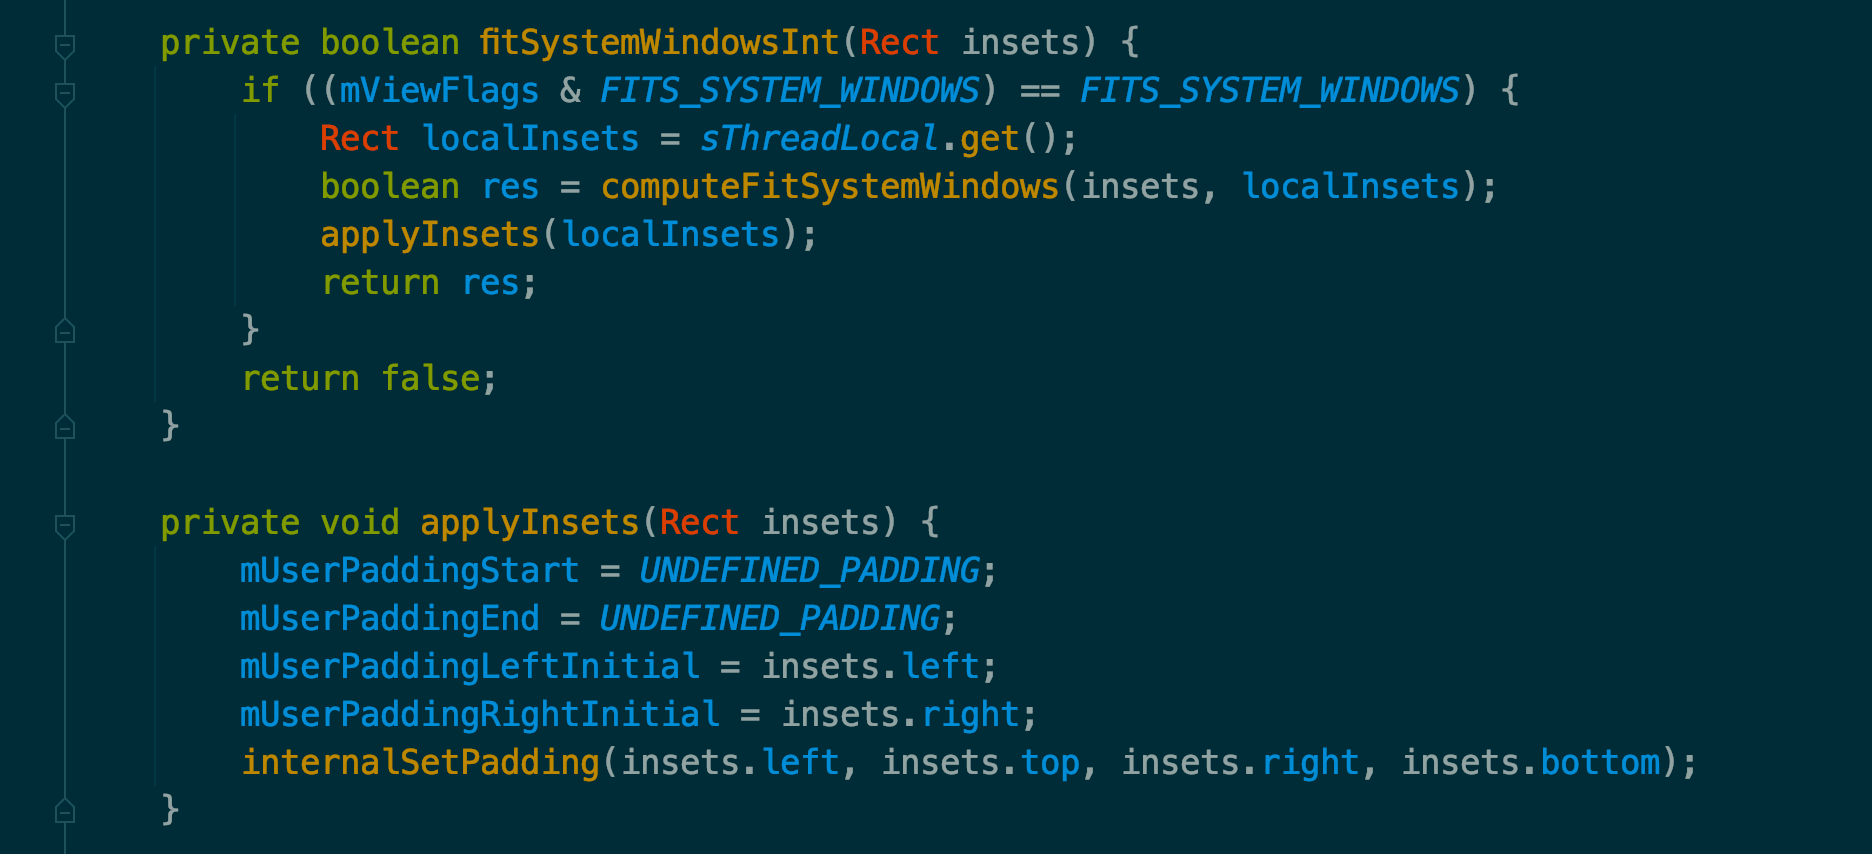 private boolean fitSystemWindowsInt(Rect insets) {
if ((mViewFlags & FITS_SYSTEM_WINDOWS) == FITS_SYSTEM_WINDOWS) {
Rect localInsets = sThreadLocal.get();
boolean res = computeFitSystemWindows(insets, localInsets);
applyInsets(localInsets);
return res;
}
return false;
}
private void applyInsets(Rect insets) {
mUserPaddingStart = UNDEFINED_PADDING;
mUserPaddingEnd = UNDEFINED_PADDING;
mUserPaddingLeftInitial = insets.left;
mUserPaddingRightInitial = insets.right;
internalSetPadding(insets.left, insets.top, insets.right, insets.bottom);
}